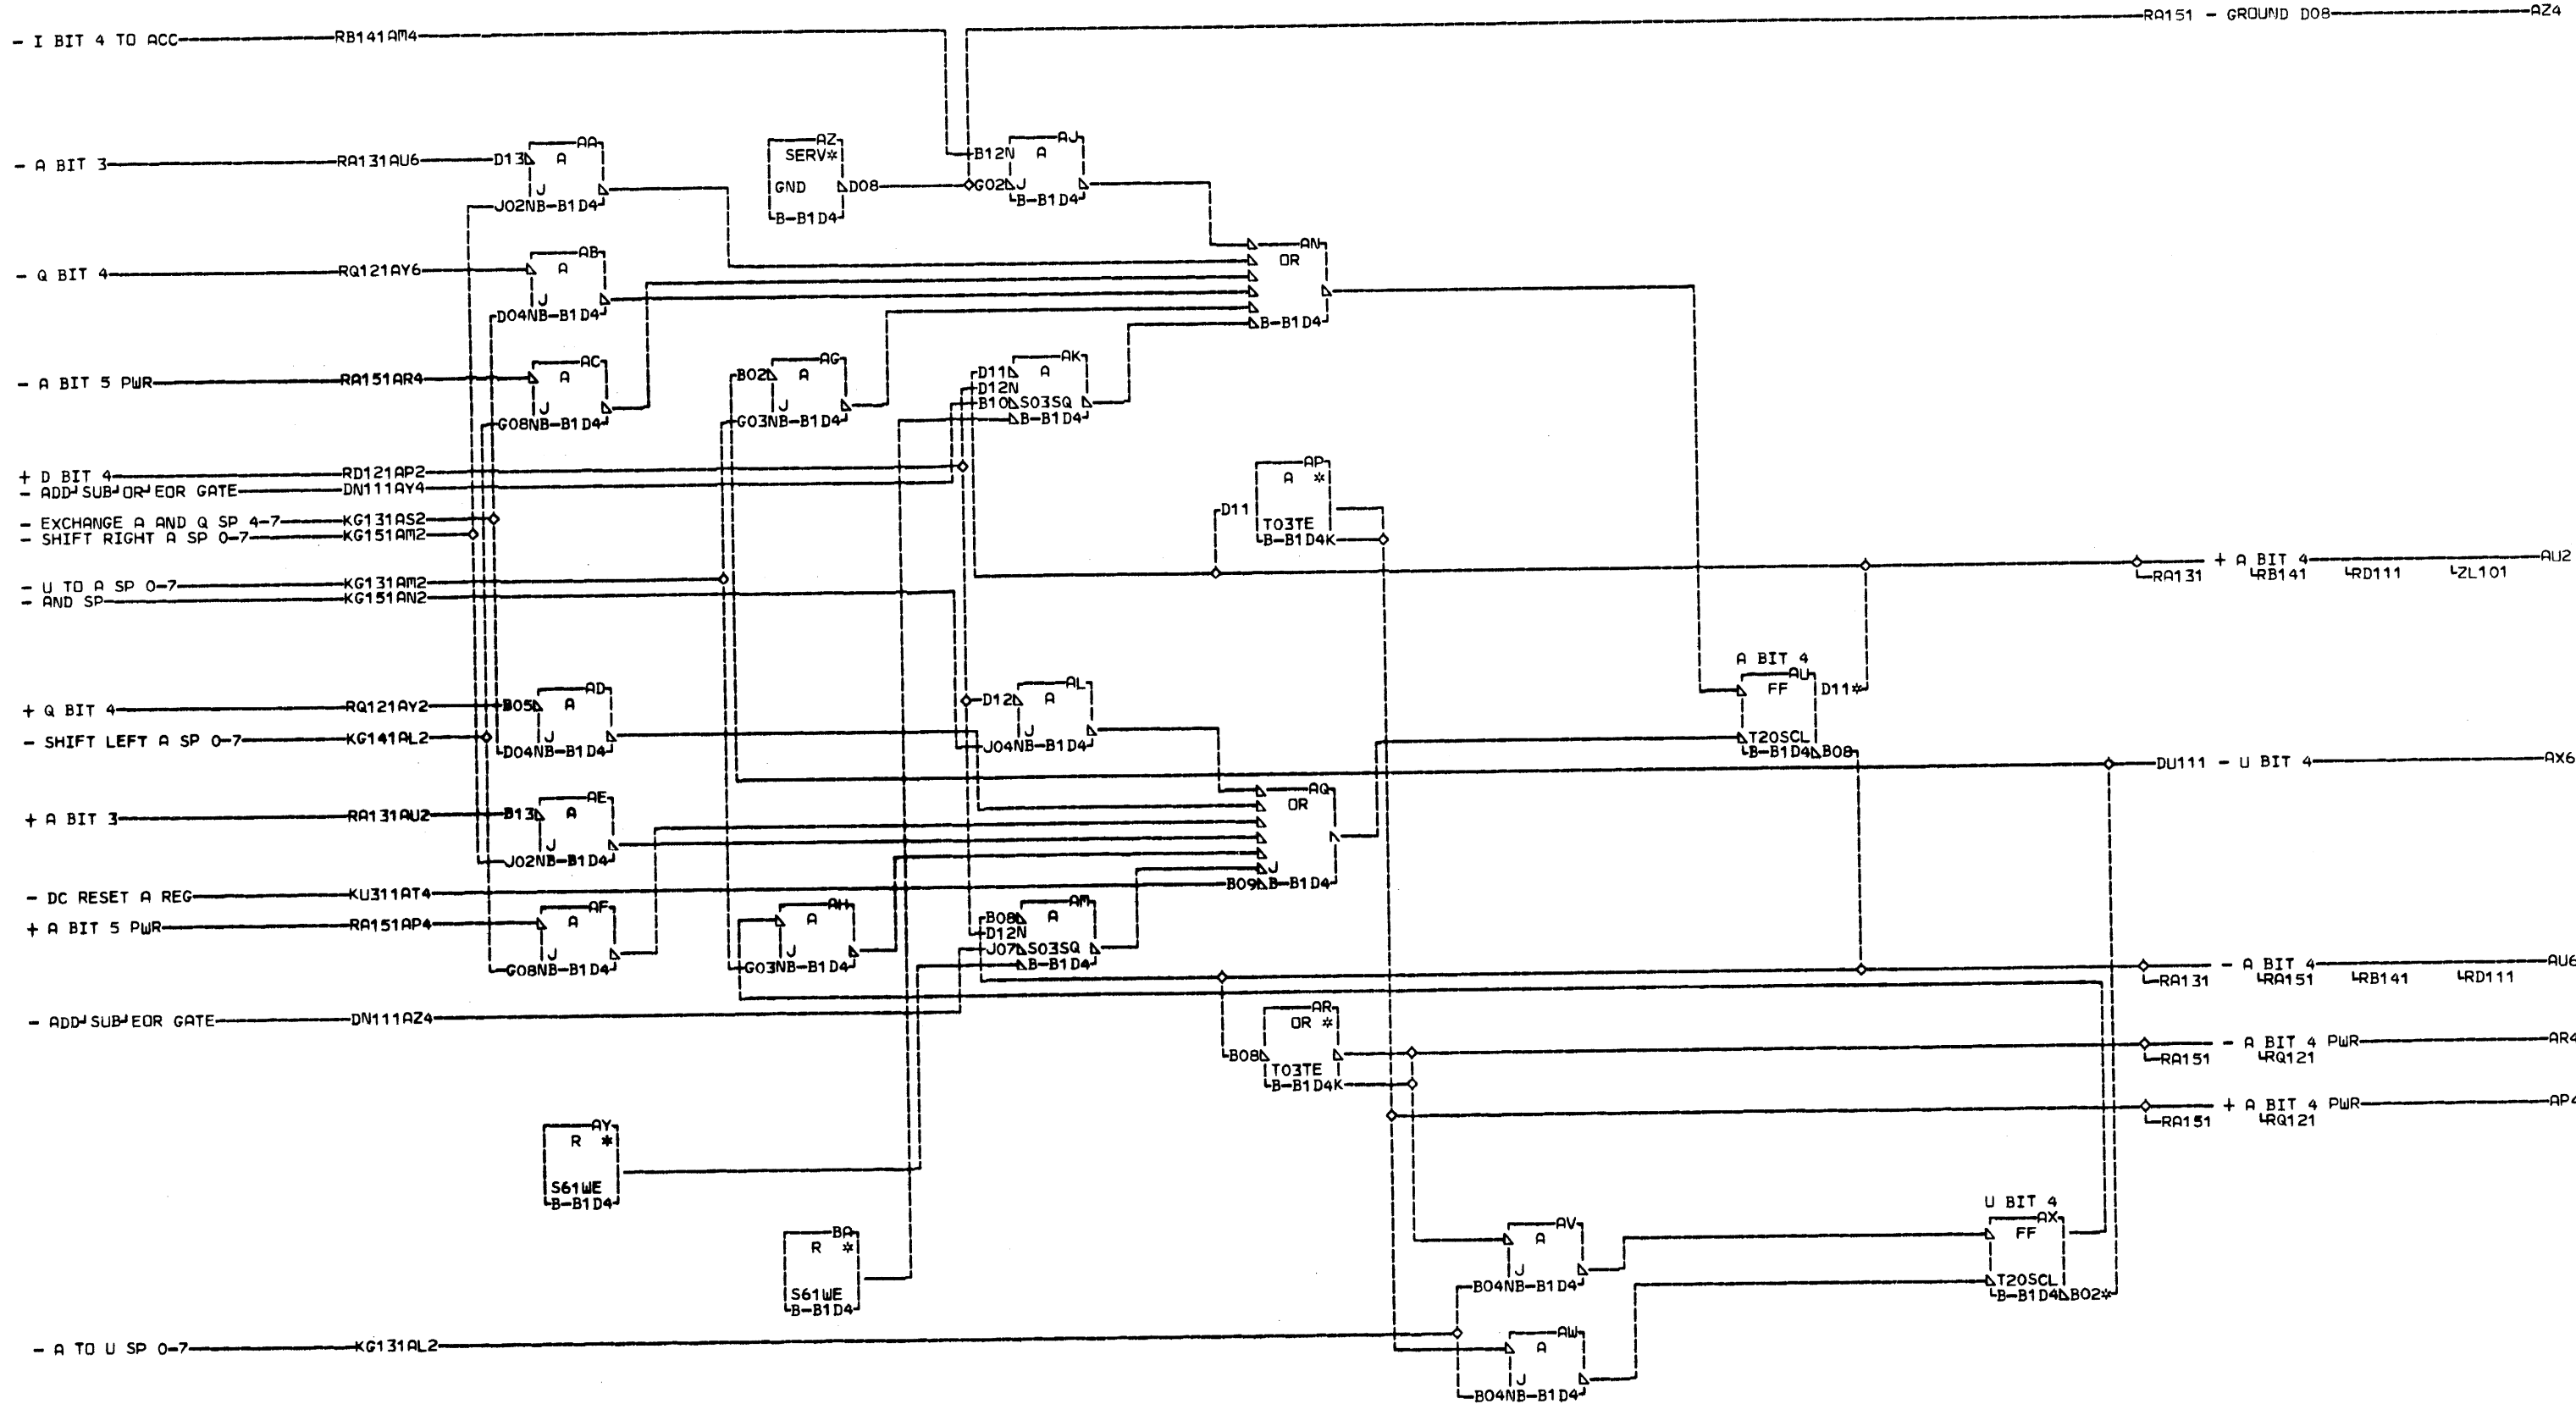 RA151 - GROUND D08 AZ4
- I BIT 4 TO ACC RB141AM4
AA
AZ
AJ
- A BIT 3 RA131AU6 D13 A
SERV* B12N A
GND D08 G02 J
J
J02NB-B1D4 B-B1D4 B-B1D4
AB AN
- Q BIT 4 RQ121AY6 A OR
J
D04NB-B1D4 B-B1D4
AC AG AK
- A BIT 5 PWR RA151AR4 A B02 A D11 A
D12N
J J B10 S03SQ
G08NB-B1D4 G03NB-B1D4 B-B1D4
AP
+ D BIT 4 RD121AP2 A *
- ADD SUB OR EOR GATE DN111AY4
D11
- EXCHANGE A AND Q SP 4-7 KG131AS2 T03TE
- SHIFT RIGHT A SP 0-7 KG151AM2 B-B1D4K
- U TO A SP 0-7 KG131AM2
- AND SP KG151AN2
+ A BIT 4 AU2
RA131 RB141 RD111 ZL101
A BIT 4
AD AL AU
FF D11*
+ Q BIT 4 RQ121AY2 B05 A D12 A
- SHIFT LEFT A SP 0-7 KG141AL2 J J T20SCL
D04NB-B1D4 J04NB-B1D4 B-B1D4 B08
DU111 - U BIT 4 AX6
AE AQ
+ A BIT 3 RA131AU2 B13 A OR
J
J02NB-B1D4 J
- DC RESET A REG KU311AT4 B09 B-B1D4
AF AH AM
+ A BIT 5 PWR RA151AP4 A A B08 A
D12N
J J J07 S03SQ
G08NB-B1D4 G03NB-B1D4 B-B1D4
- A BIT 4 AU6
RA131 RA151 RB141 RD111
- ADD SUB EOR GATE DN111AZ4
AR
OR *
B08
T03TE
B-B1D4K
- A BIT 4 PWR AR4
RA151 RQ121
+ A BIT 4 PWR AP4
RA151 RQ121
AY
R *
S61WE
B-B1D4
U BIT 4
BA AV AX
R * A FF
S61WE J T20SCL
B-B1D4 B04NB-B1D4 B-B1D4 B02*
AW
- A TO U SP 0-7 KG131AL2 A
J
B04NB-B1D4